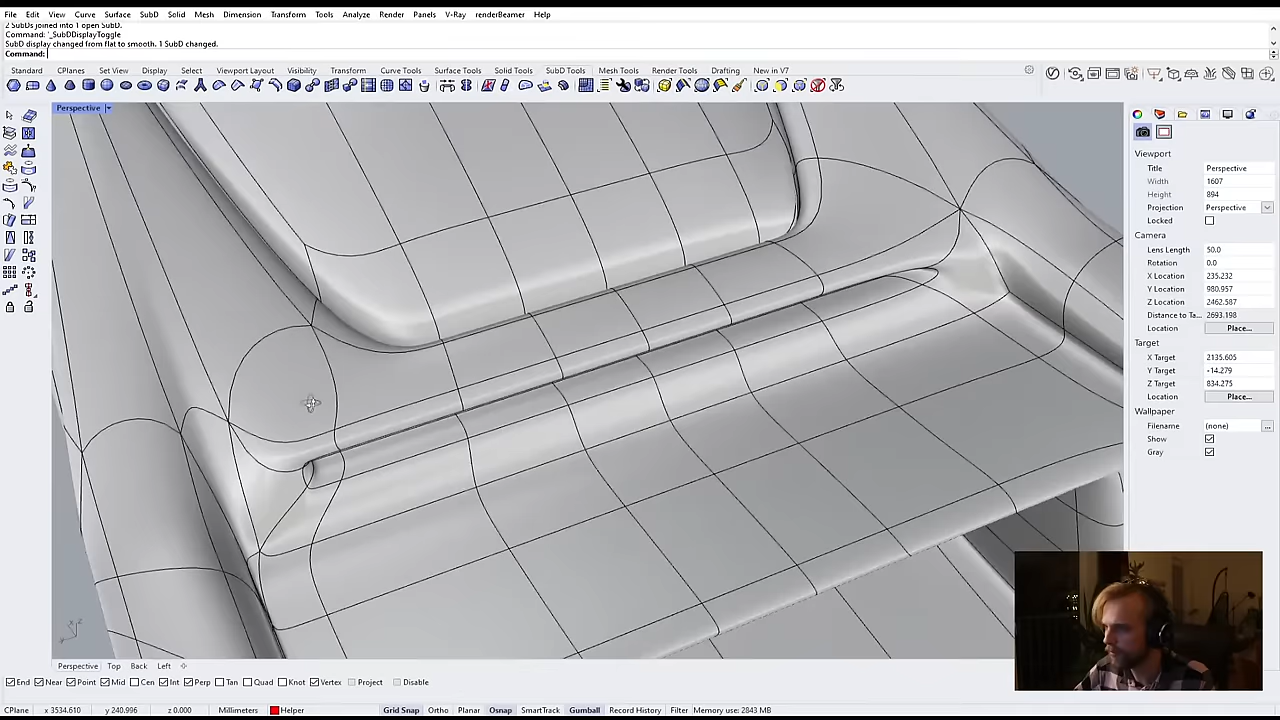 File Edit View Curve Surface SubD Solid Mesh Dimension Transform Tools Analyze Render Panels V-Ray renderBeamer Help
2 SubDs joined into 1 open SubD.
Command: '_SubDDisplayToggle
SubD display changed from flat to smooth. 1 SubD changed.
Command:
Standard CPlanes Set View Display Select Viewport Layout Visibility Transform Curve Tools Surface Tools Solid Tools SubD Tools Mesh Tools Render Tools Drafting New in V7
Perspective
Viewport
Title Perspective
Width 1607
Height 894
Projection Perspective
Locked
Camera
Lens Length 50.0
Rotation 0.0
X Location 235.232
Y Location 980.957
Z Location 2462.587
Distance to Ta... 2693.198
Location Place...
Target
X Target 2135.605
Y Target -14.279
Z Target 834.275
Location Place...
Wallpaper
Filename (none) ...
Show
Gray
z x
Perspective Top Back Left
End Near Point Mid Cen Int Perp Tan Quad Knot Vertex Project Disable
CPlane x 3534.610 y 240.996 z 0.000 Millimeters Helper Grid Snap Ortho Planar Osnap SmartTrack Gumball Record History Filter Memory use: 2843 MB